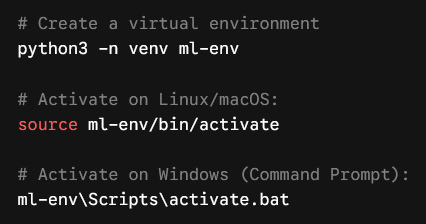 # Create a virtual environment
python3 -n venv ml-env
# Activate on Linux/macOS:
source ml-env/bin/activate
# Activate on Windows (Command Prompt):
ml-env\Scripts\activate.bat